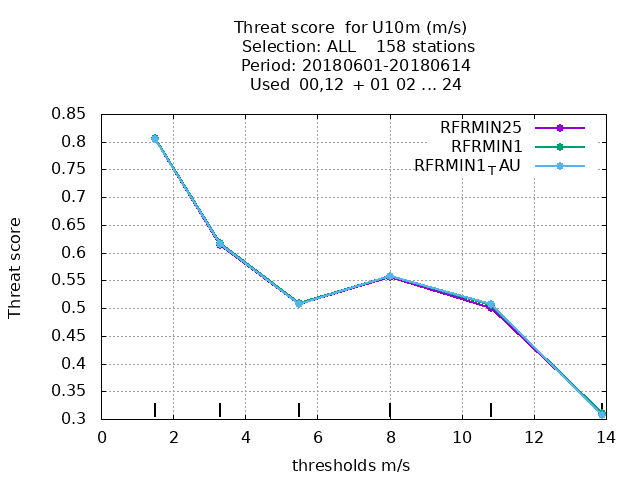 Threat score  for U10m (m/s)
Selection: ALL    158 stations
Period: 20180601-20180614
Used  00,12  + 01 02 ... 24
RFRMIN25
RFRMIN1
RFRMIN1TAU
Threat score
0.85
0.8
0.75
0.7
0.65
0.6
0.55
0.5
0.45
0.4
0.35
0.3
0 2 4 6 8 10 12 14
thresholds m/s